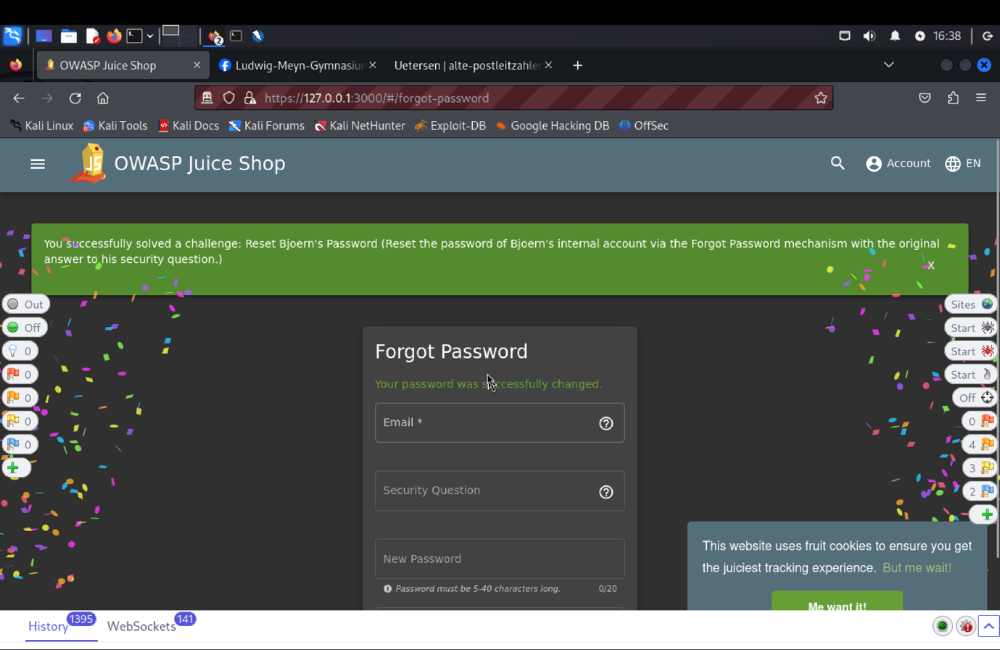 16:38
OWASP Juice Shop
Ludwig-Meyn-Gymnasiun
Uetersen | alte-postleitzahler
https://127.0.0.1:3000/#/forgot-password
Kali Linux
Kali Tools
Kali Docs
Kali Forums
Kali NetHunter
Exploit-DB
Google Hacking DB
OffSec
OWASP Juice Shop
Account
EN
You successfully solved a challenge: Reset Bjoern's Password (Reset the password of Bjoern's internal account via the Forgot Password mechanism with the original
answer to his security question.)
X
Out
Off
0
0
0
0
0
Sites
Start
Start
Start
Off
0
4
3
2
Forgot Password
Your password was successfully changed.
Email *
Security Question
New Password
Password must be 5-40 characters long.
0/20
This website uses fruit cookies to ensure you get
the juiciest tracking experience. But me wait!
Me want it!
History 1395
WebSockets 141